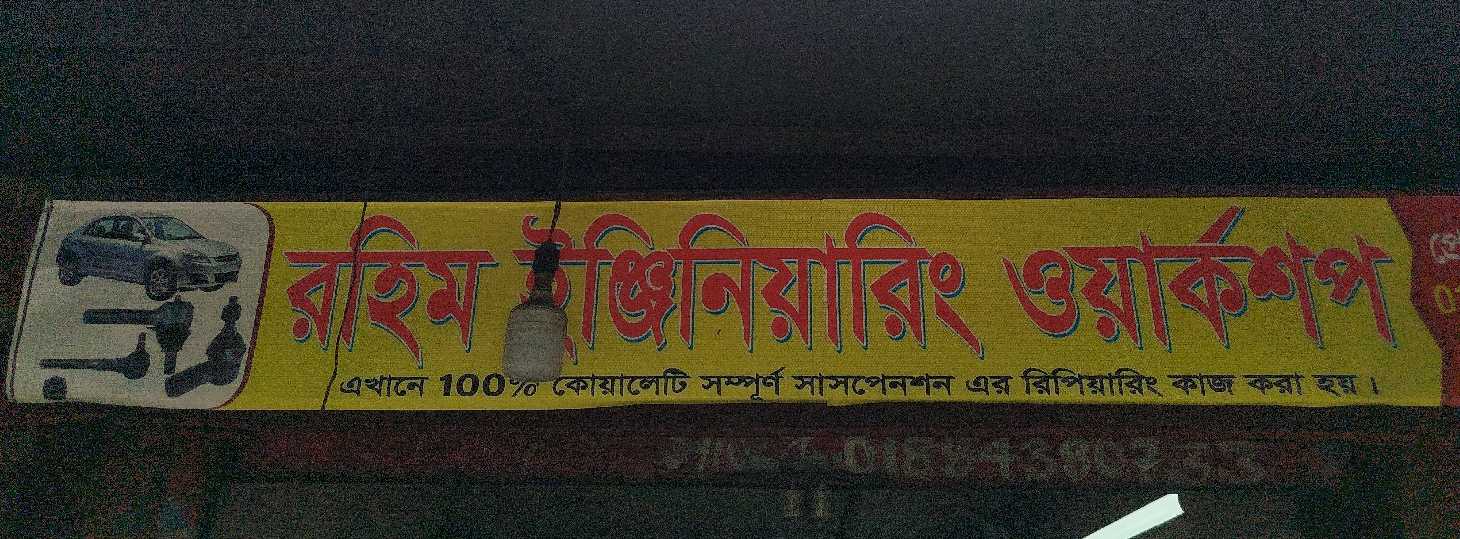 রহিম ইঞ্জিনিয়ারিং ওয়ার্কশপ
এখানে 100% কোয়ালেটি সম্পূর্ণ সাসপেনশন এর রিপিয়ারিং কাজ করা হয়।